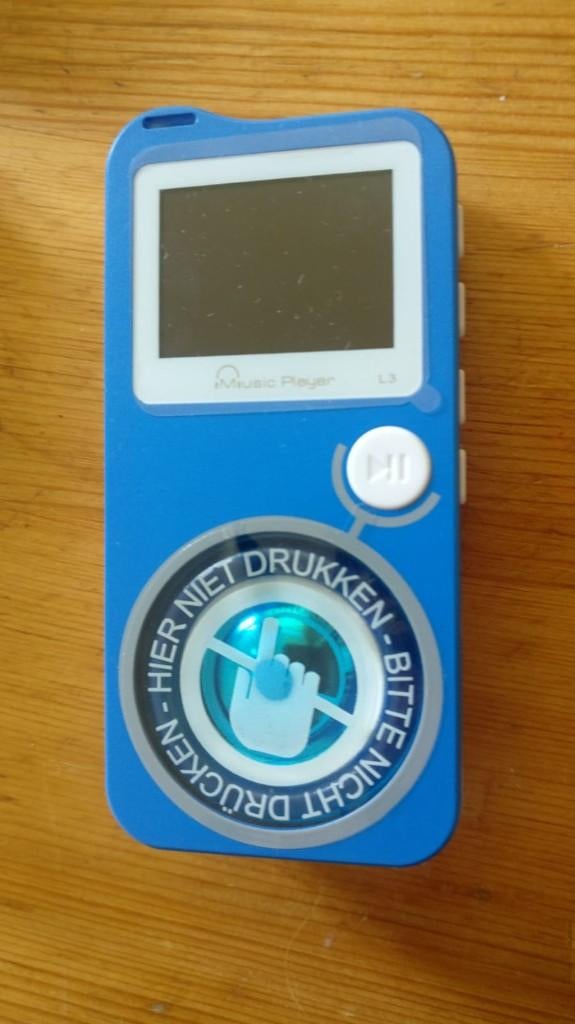 Music Player L3
HIER NIET DRUKKEN - BITTE NICHT DRÜCKEN -